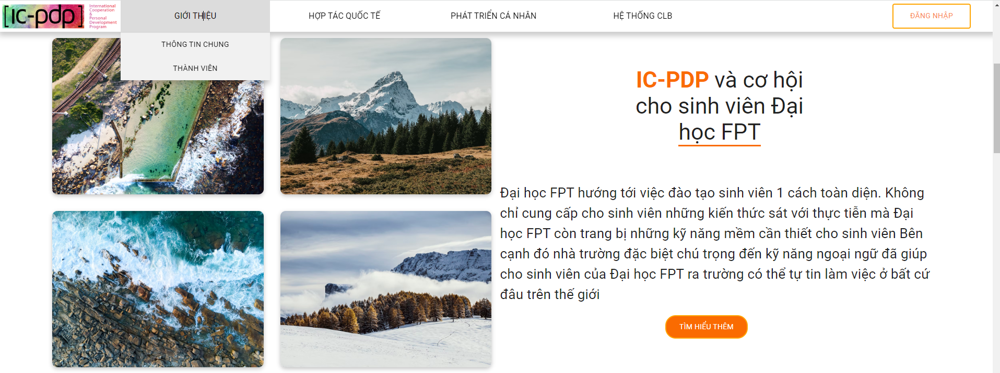 [ic-pdp]
International
Cooperation
&
Personal
Development
Program
GIỚI THIỆU
HỢP TÁC QUỐC TẾ
PHÁT TRIỂN CÁ NHÂN
HỆ THỐNG CLB
ĐĂNG NHẬP
THÔNG TIN CHUNG
THÀNH VIÊN
IC-PDP và cơ hội
cho sinh viên Đại
học FPT
Đại học FPT hướng tới việc đào tạo sinh viên 1 cách toàn diện. Không
chỉ cung cấp cho sinh viên những kiến thức sát với thực tiễn mà Đại
học FPT còn trang bị những kỹ năng mềm cần thiết cho sinh viên Bên
cạnh đó nhà trường đặc biệt chú trọng đến kỹ năng ngoại ngữ đã giúp
cho sinh viên của Đại học FPT ra trường có thể tự tin làm việc ở bất cứ
đâu trên thế giới
TÌM HIỂU THÊM